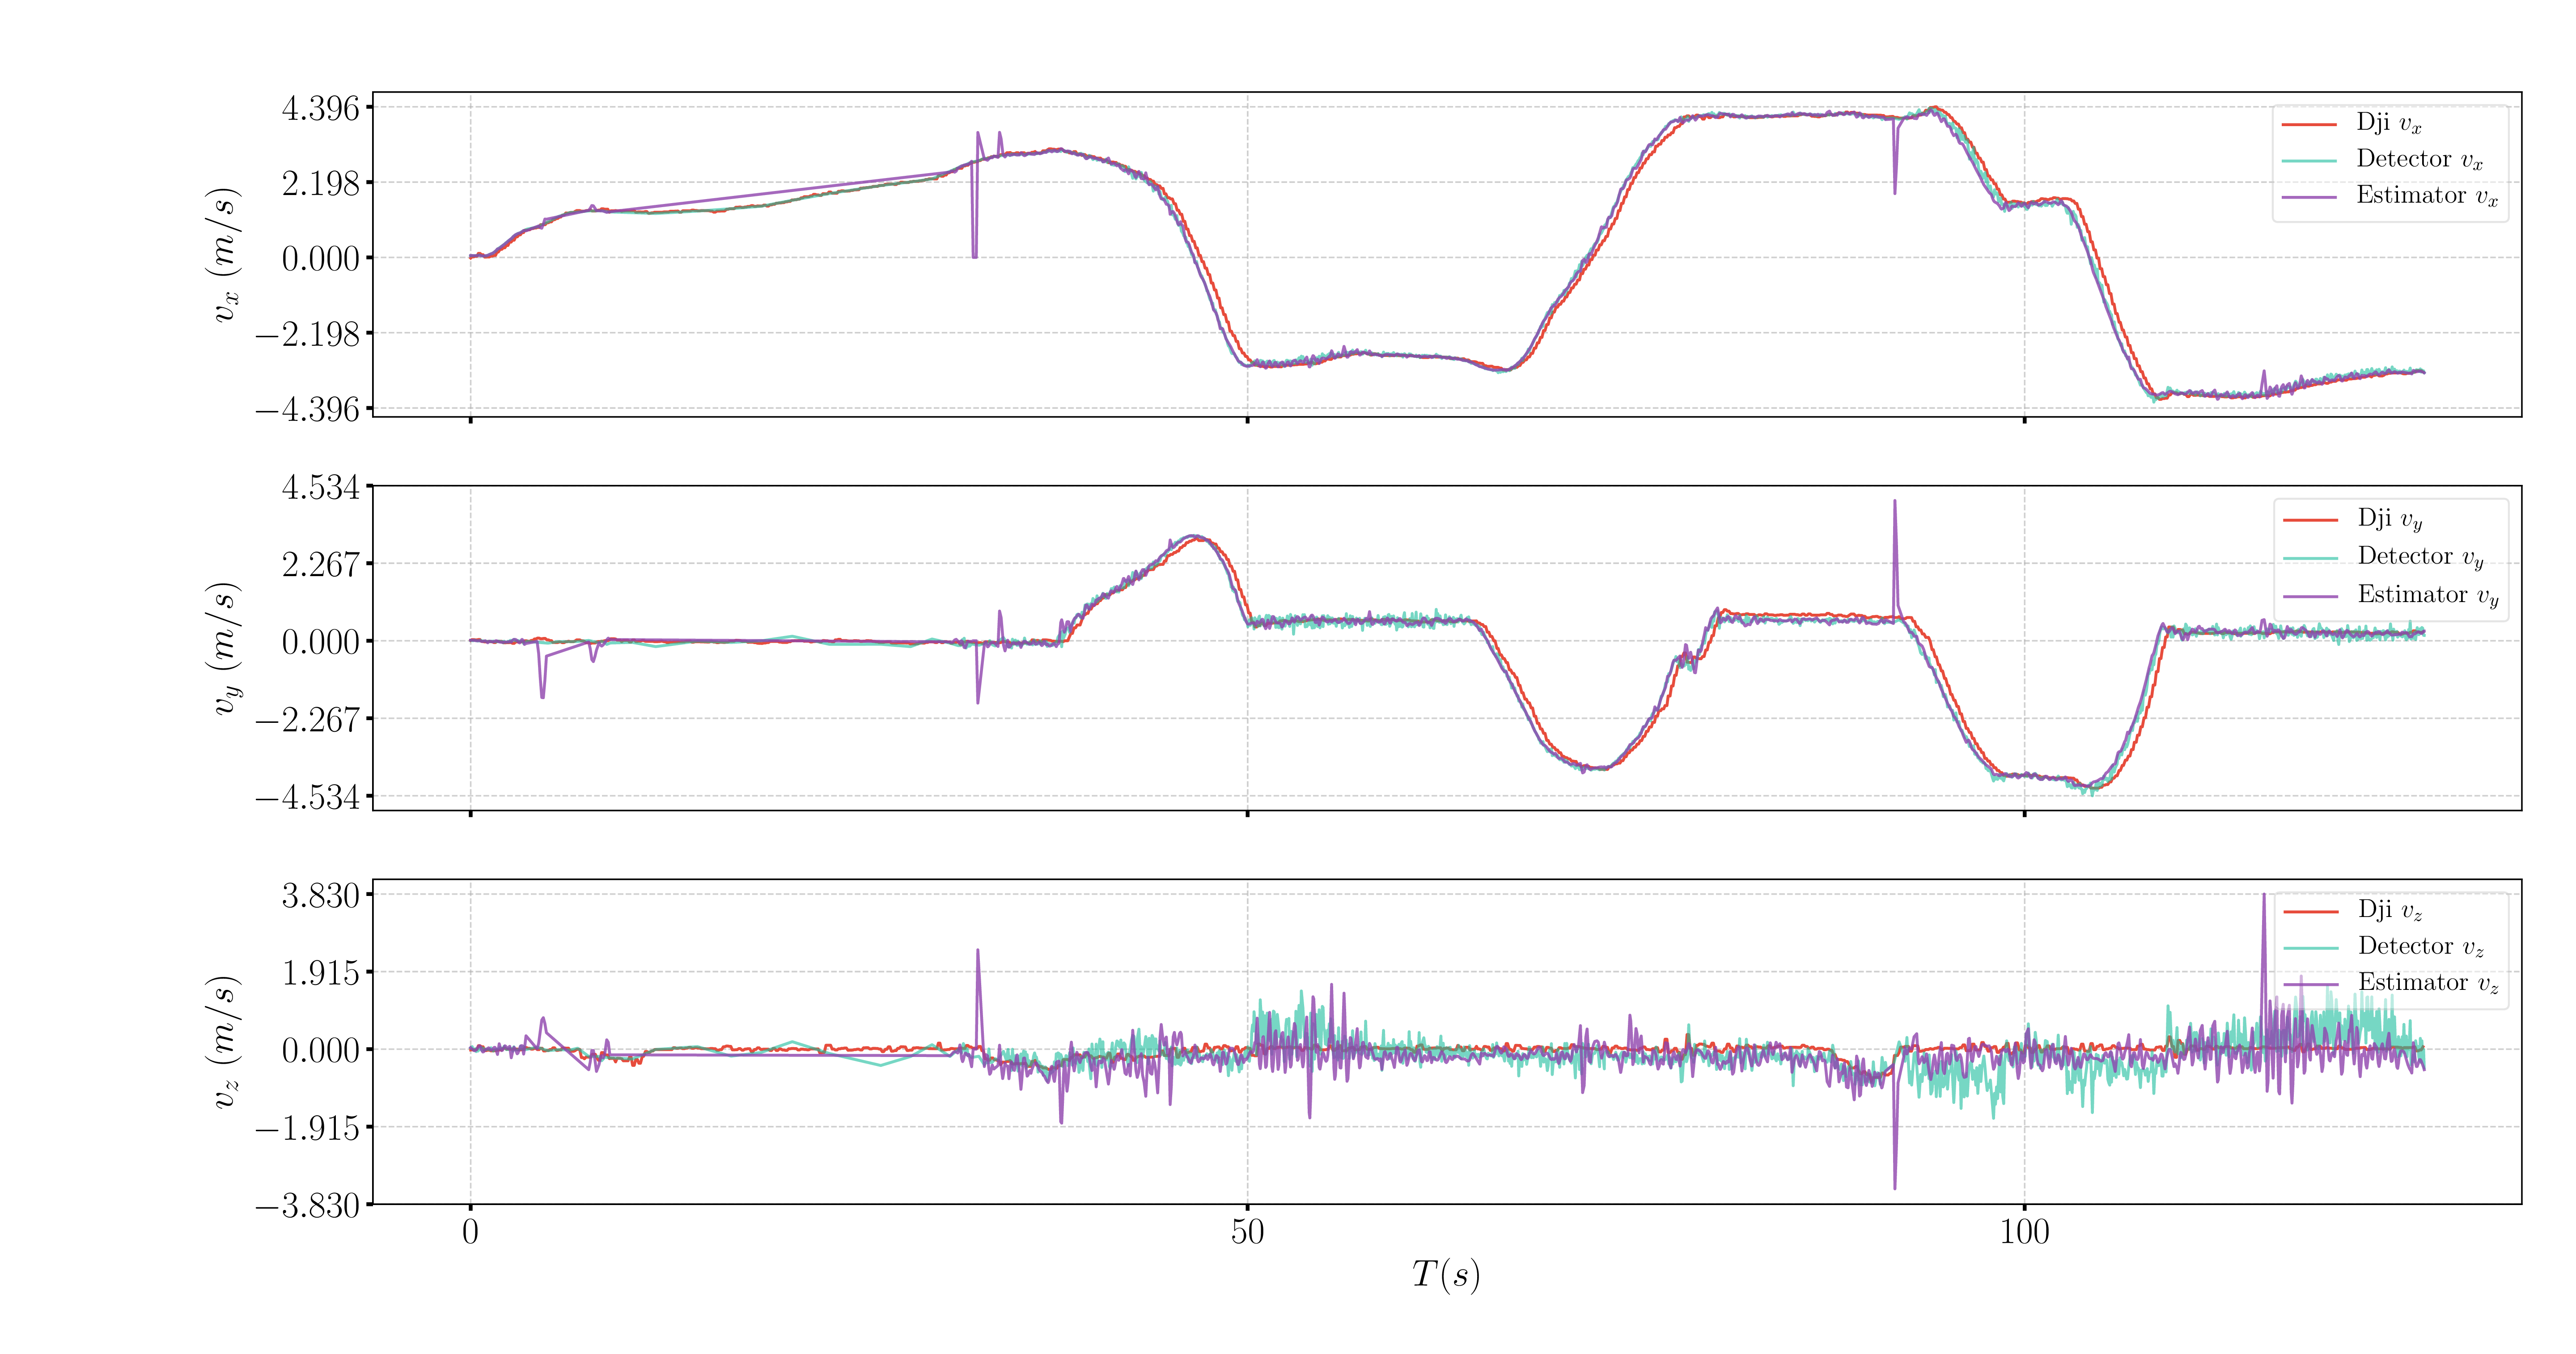 4.396
2.198
0.000
−2.198
−4.396
v_x (m/s)
Dji v_x
Detector v_x
Estimator v_x
4.534
2.267
0.000
−2.267
−4.534
v_y (m/s)
Dji v_y
Detector v_y
Estimator v_y
3.830
1.915
0.000
−1.915
−3.830
v_z (m/s)
Dji v_z
Detector v_z
Estimator v_z
0 50 100
T(s)